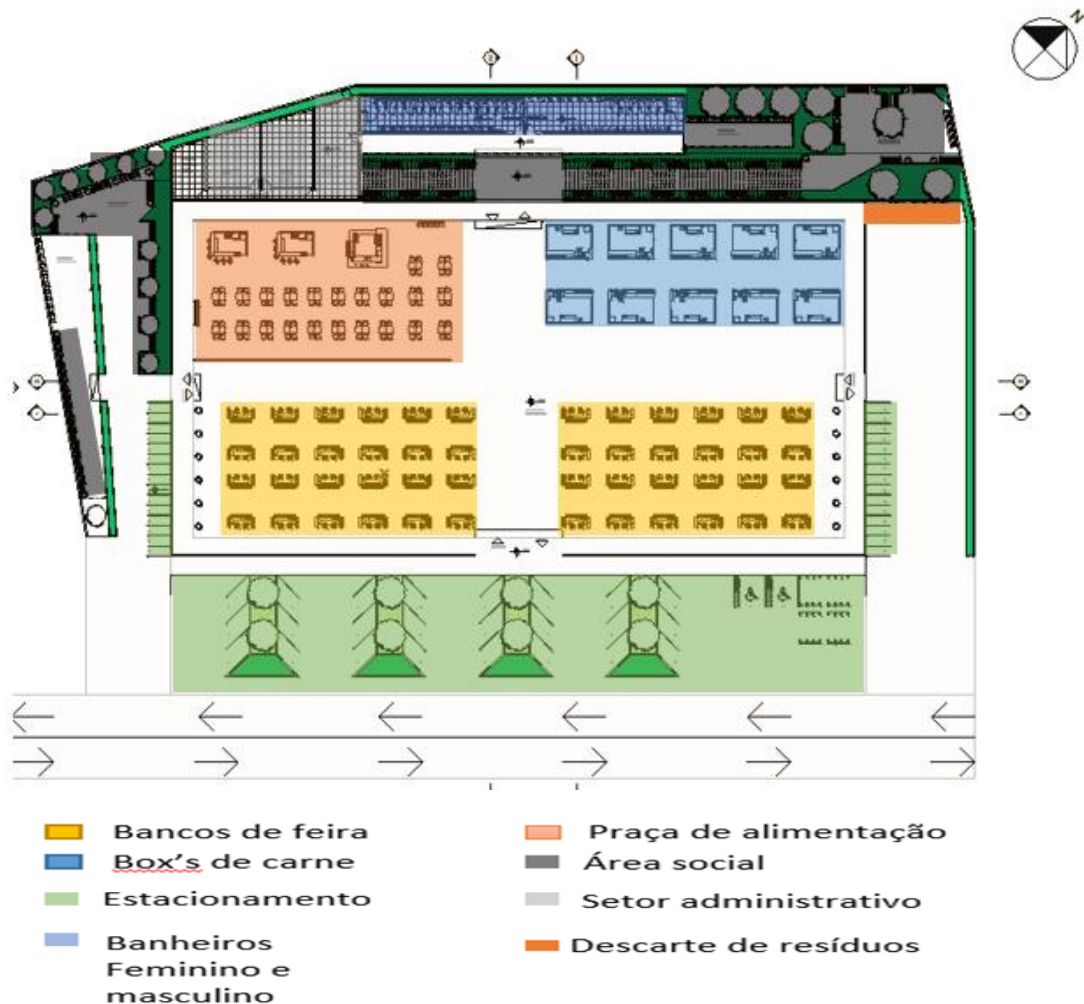 N
Bancos de feira
Praça de alimentação
Box's de carne
Área social
Estacionamento
Setor administrativo
Banheiros
Feminino e
masculino
Descarte de resíduos